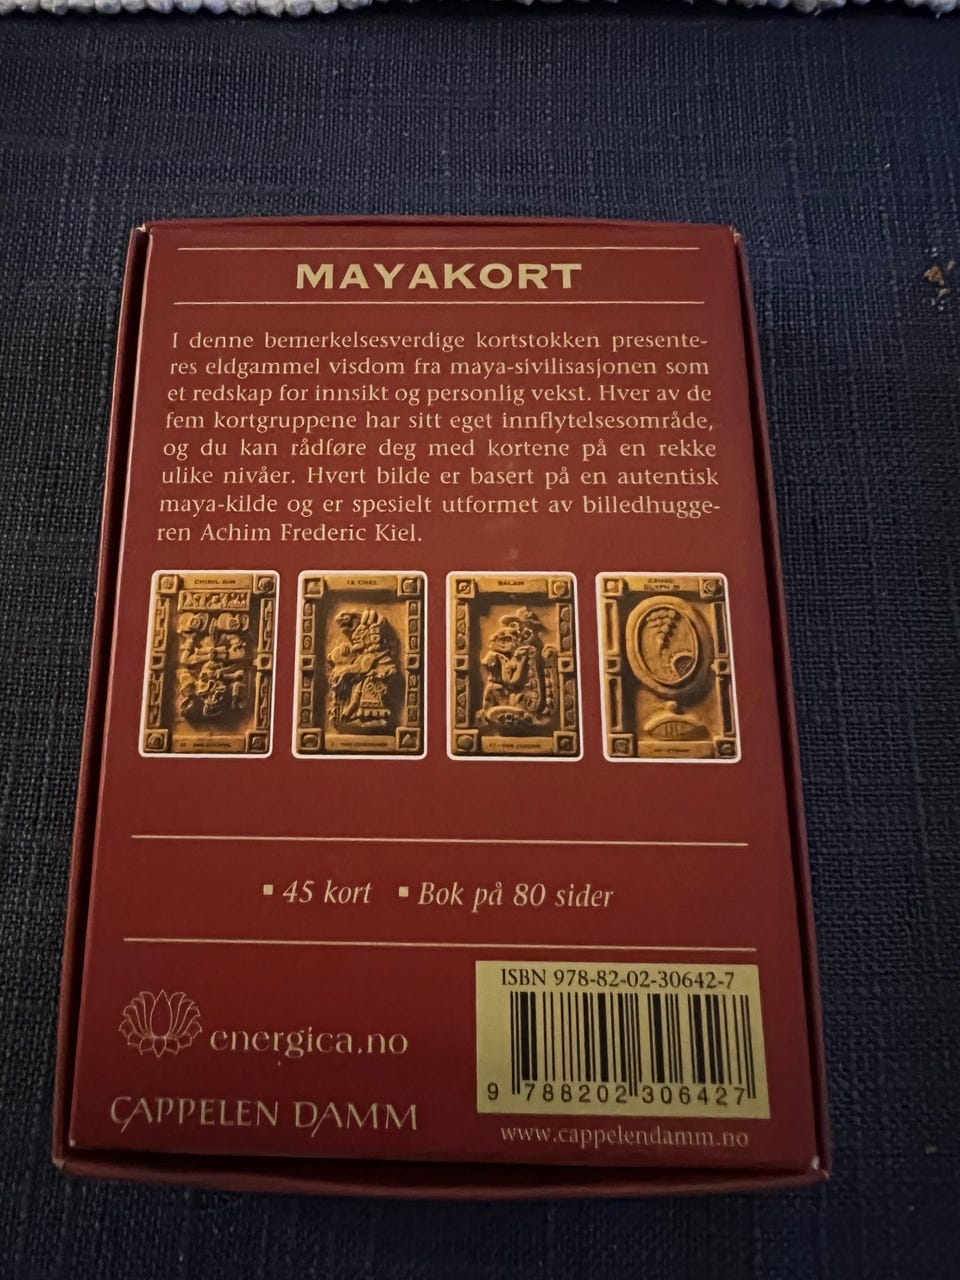 MAYAKORT
I denne bemerkelsesverdige kortstokken presente-
res eldgammel visdom fra maya-sivilisasjonen som
et redskap for innsikt og personlig vekst. Hver av de
fem kortgruppene har sitt eget innflytelsesområde,
og du kan rådføre deg med kortene på en rekke
ulike nivåer. Hvert bilde er basert på en autentisk
maya-kilde og er spesielt utformet av billedhugge-
ren Achim Frederic Kiel.
IX CHEL
BALAM
▪ 45 kort ▪ Bok på 80 sider
energica.no
CAPPELEN DAMM
ISBN 978-82-02-30642-7
9 788202 306427
www.cappelendamm.no